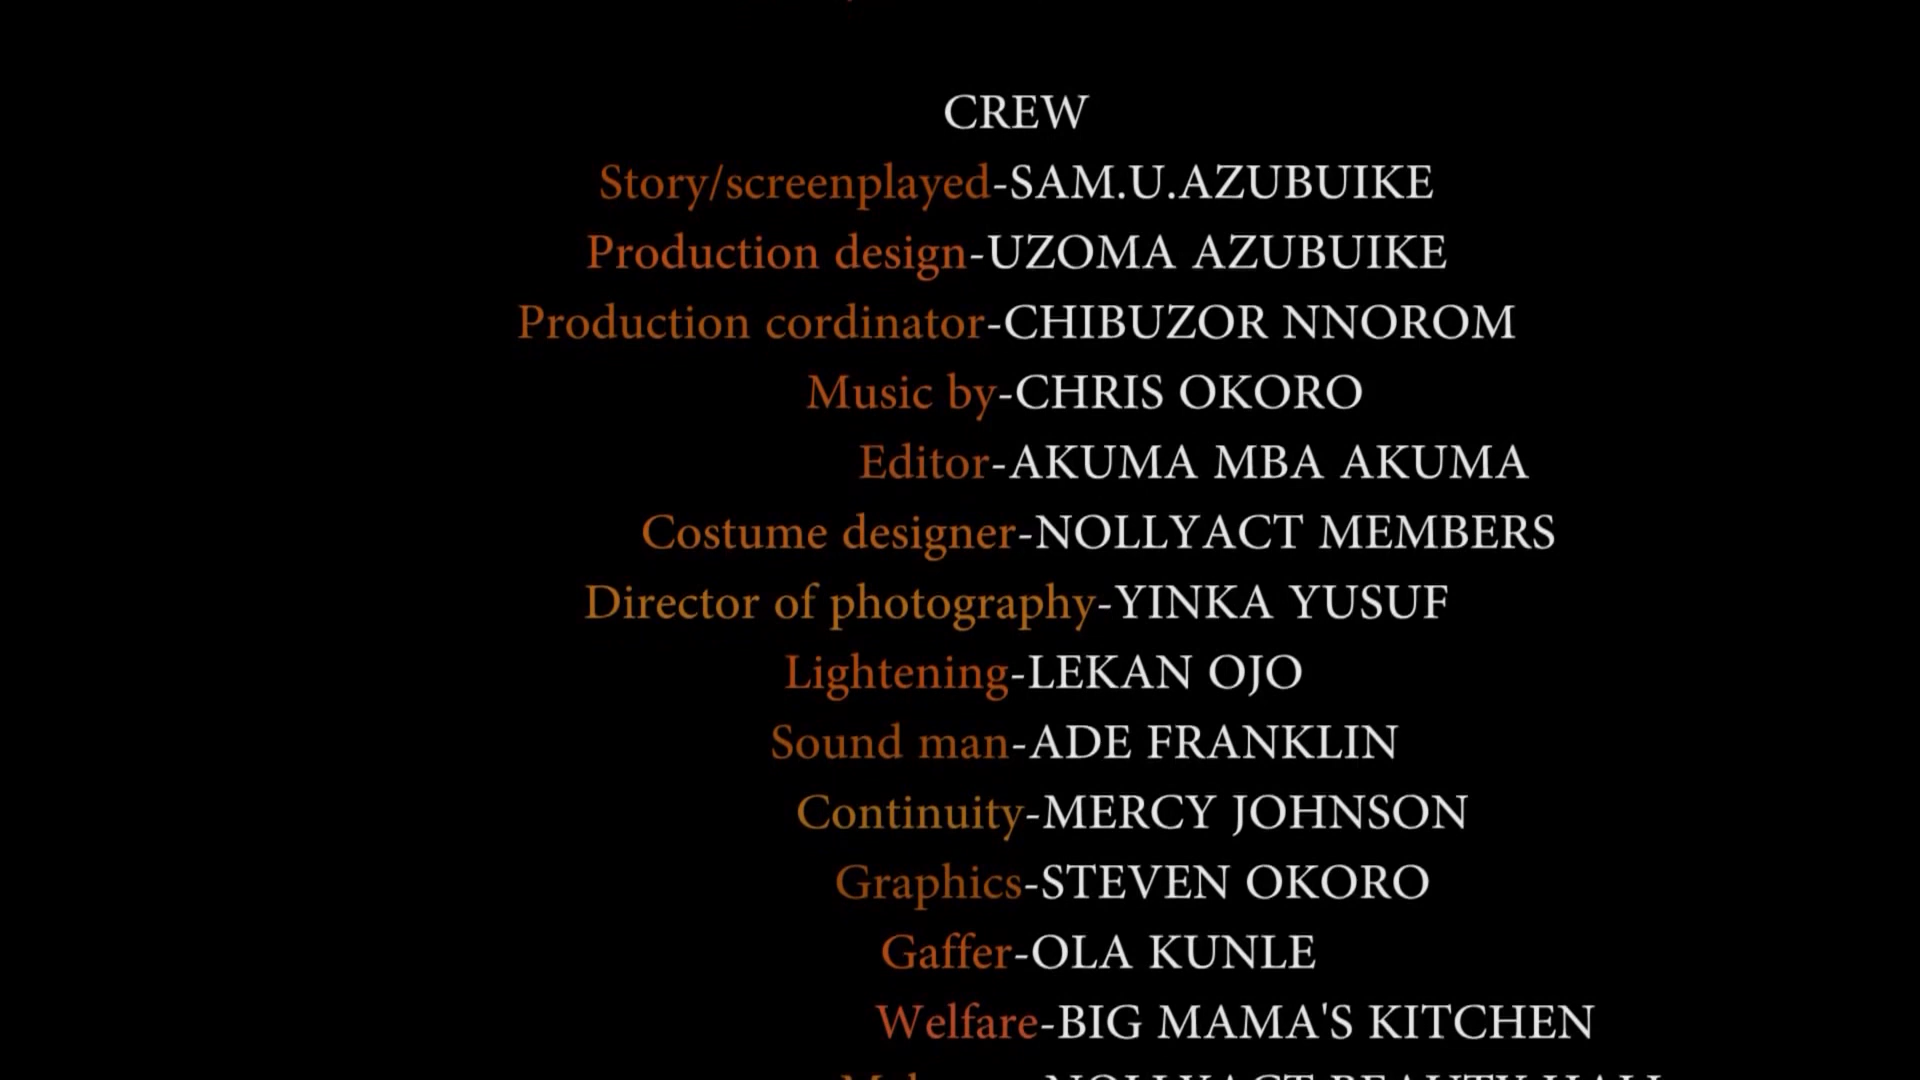 CREW
Story/screenplayed-SAM.U.AZUBUIKE
Production design-UZOMA AZUBUIKE
Production cordinator-CHIBUZOR NNOROM
Music by-CHRIS OKORO
Editor-AKUMA MBA AKUMA
Costume designer-NOLLYACT MEMBERS
Director of photography-YINKA YUSUF
Lightening-LEKAN OJO
Sound man-ADE FRANKLIN
Continuity-MERCY JOHNSON
Graphics-STEVEN OKORO
Gaffer-OLA KUNLE
Welfare-BIG MAMA'S KITCHEN
NOLLYACT BEAUTY